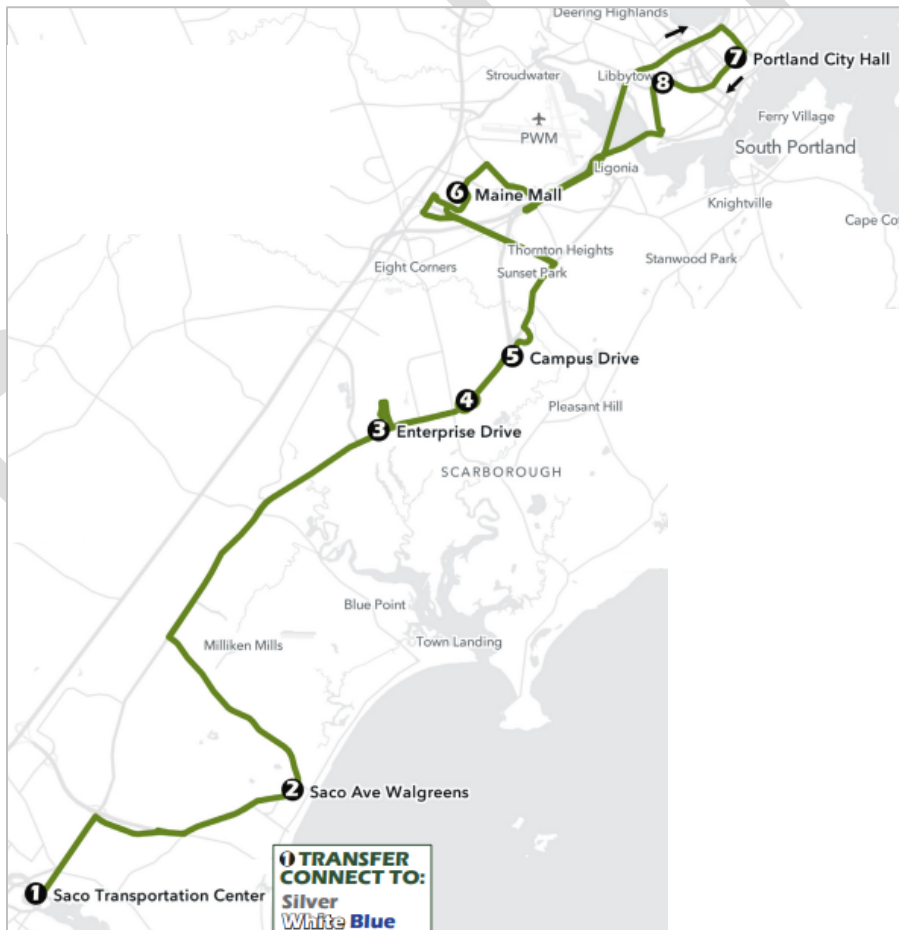 Deering Highlands
7 Portland City Hall
Stroudwater
Libbytow
8
PWM
Ferry Village
South Portland
Ligonia
6 Maine Mall
Knightville
Cape Co
Thornton Heights
Stanwood Park
Eight Corners
Sunset Park
5 Campus Drive
4
Pleasant Hill
3 Enterprise Drive
SCARBOROUGH
Blue Point
Milliken Mills
Town Landing
2 Saco Ave Walgreens
1 Saco Transportation Center
1 TRANSFER
CONNECT TO:
Silver
White Blue